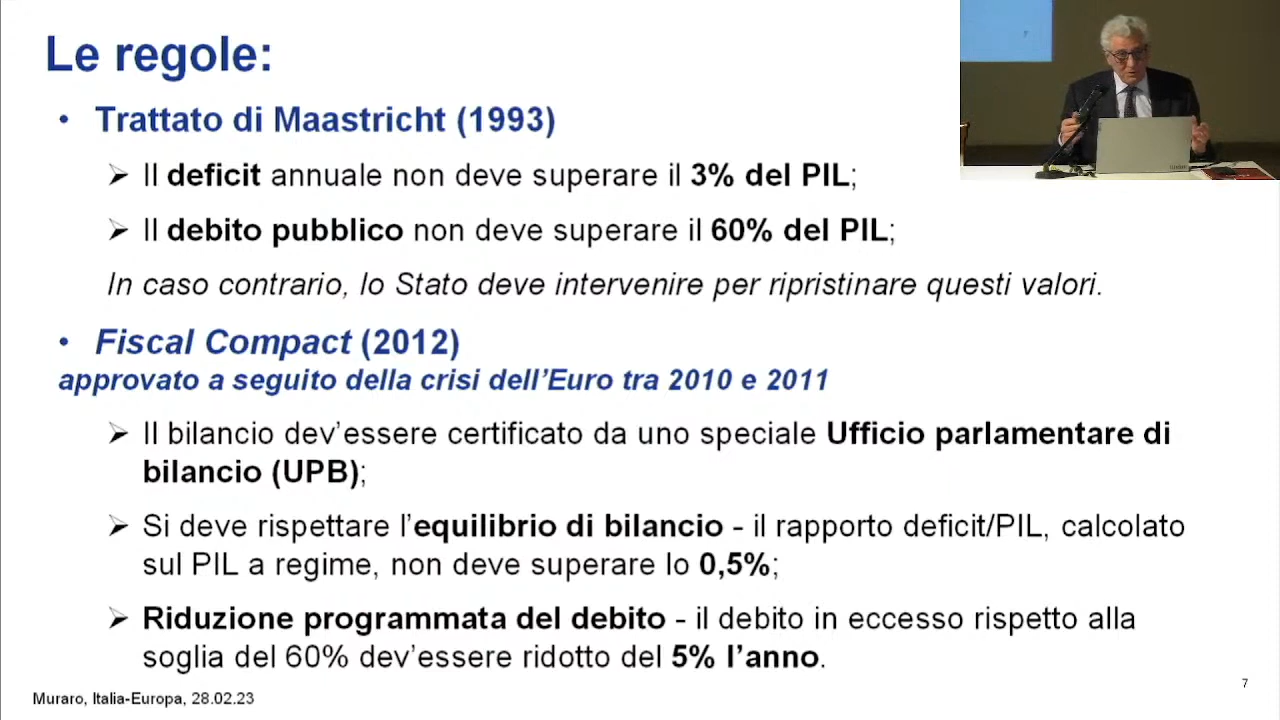 Le regole:
• Trattato di Maastricht (1993)
➢ Il deficit annuale non deve superare il 3% del PIL;
➢ Il debito pubblico non deve superare il 60% del PIL;
In caso contrario, lo Stato deve intervenire per ripristinare questi valori.
• Fiscal Compact (2012)
approvato a seguito della crisi dell'Euro tra 2010 e 2011
➢ Il bilancio dev'essere certificato da uno speciale Ufficio parlamentare di
bilancio (UPB);
➢ Si deve rispettare l'equilibrio di bilancio - il rapporto deficit/PIL, calcolato
sul PIL a regime, non deve superare lo 0,5%;
➢ Riduzione programmata del debito - il debito in eccesso rispetto alla
soglia del 60% dev'essere ridotto del 5% l'anno.
Muraro, Italia-Europa, 28.02.23
7